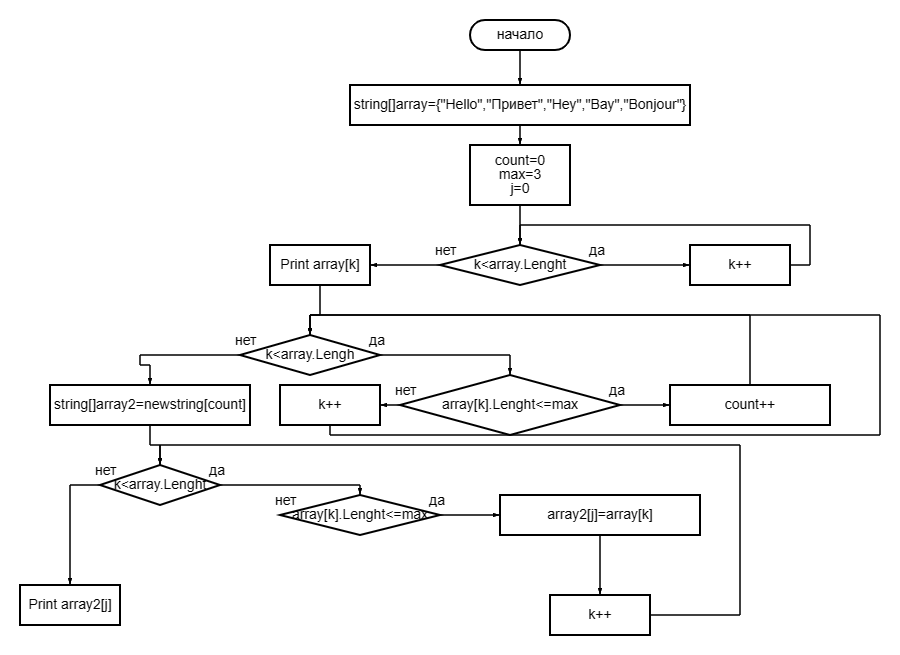 начало
string[]array={"Hello","Привет","Hey","Bay","Bonjour"}
count=0
max=3
j=0
нет
да
Print array[k]
k<array.Lenght
k++
нет
да
k<array.Lengh
string[]array2=newstring[count]
k++
нет
array[k].Lenght<=max
да
count++
нет
да
k<array.Lenght
нет
да
array[k].Lenght<=max
array2[j]=array[k]
Print array2[j]
k++